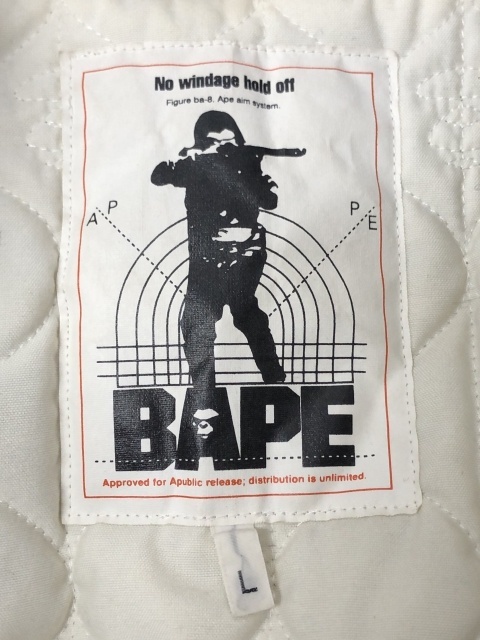 No windage hold off
Figure ba-8. Ape aim system.
A P
P E
BAPE
Approved for Apublic release; distribution is unlimited.
L